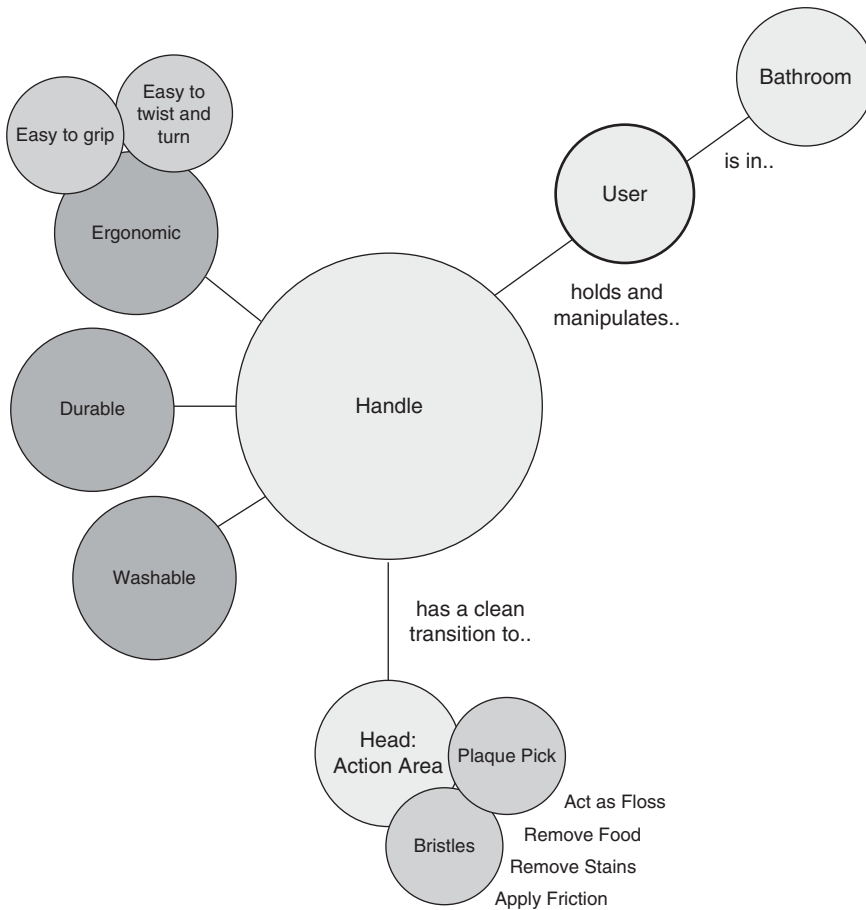 Bathroom
is in..
User
holds and
manipulates..
Easy to
twist and
turn
Easy to grip
Ergonomic
Durable
Handle
Washable
has a clean
transition to..
Head:
Action Area
Plaque Pick
Bristles
Act as Floss
Remove Food
Remove Stains
Apply Friction